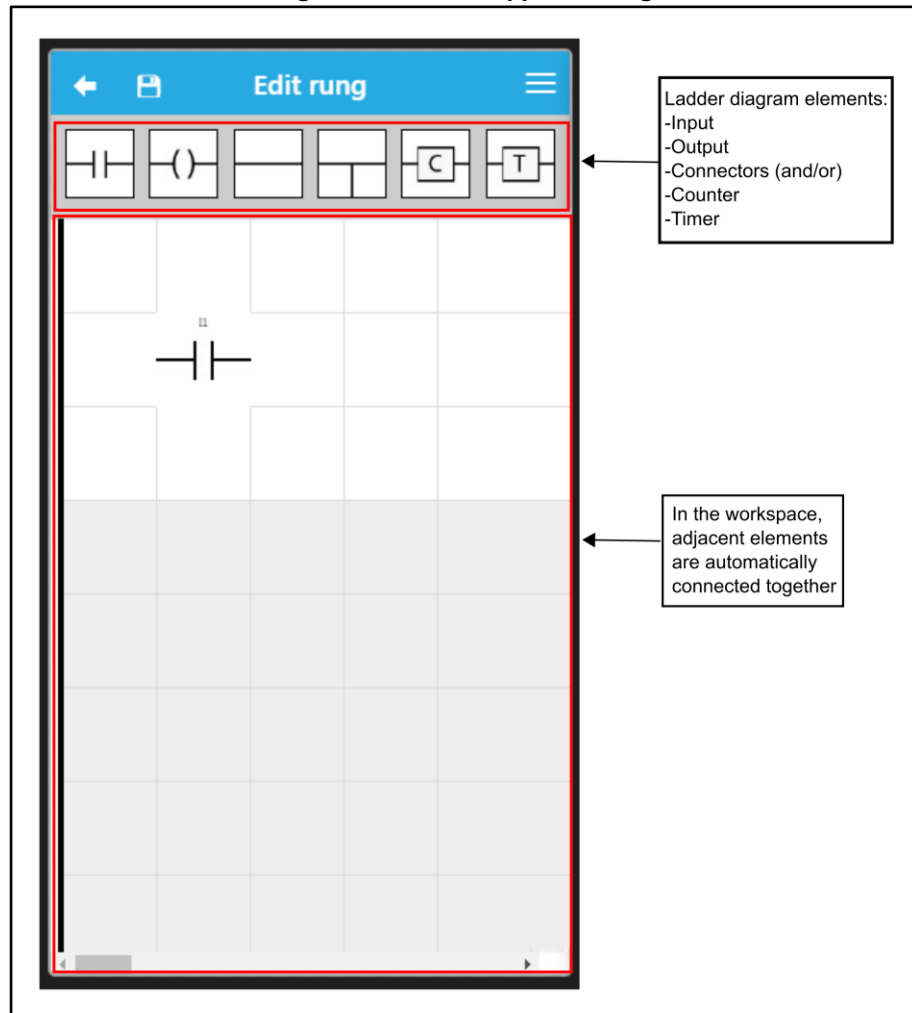 Edit rung
Ladder diagram elements:
-Input
-Output
-Connectors (and/or)
-Counter
-Timer
C
T
In the workspace,
adjacent elements
are automatically
connected together